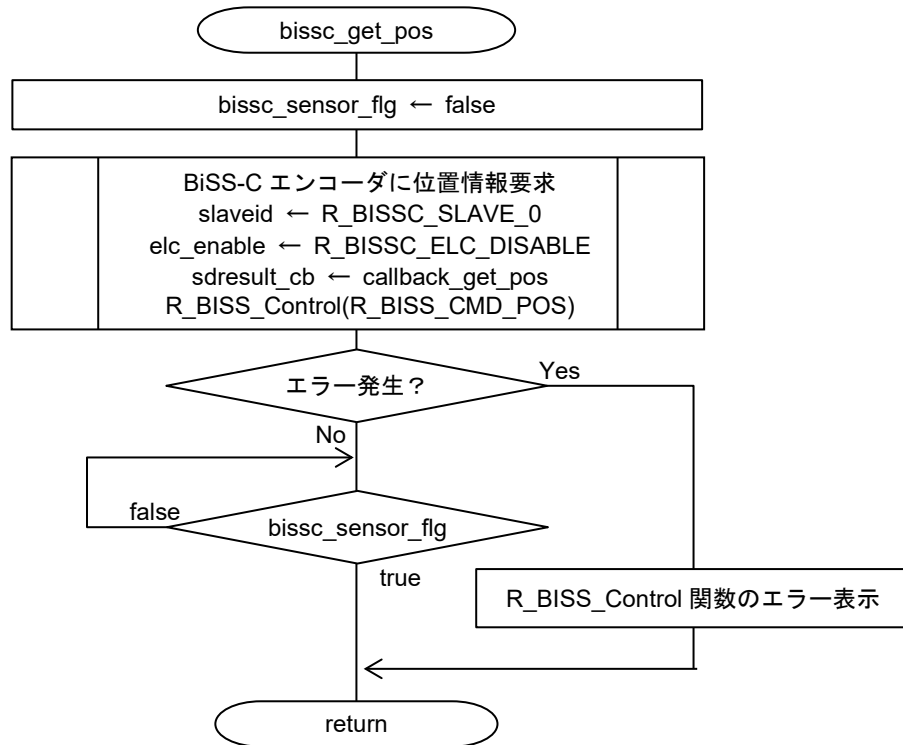 bissc_get_pos
bissc_sensor_flg ← false
BiSS-C エンコーダに位置情報要求
slaveid ← R_BISSC_SLAVE_0
elc_enable ← R_BISSC_ELC_DISABLE
sdresult_cb ← callback_get_pos
R_BISS_Control(R_BISS_CMD_POS)
エラー発生？
Yes
No
false
bissc_sensor_flg
true
R_BISS_Control 関数のエラー表示
return